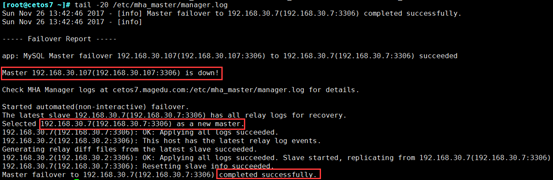 [root@cetos7 ~]# tail -20 /etc/mha_master/manager.log
Sun Nov 26 13:42:46 2017 - [info] Master failover to 192.168.30.7(192.168.30.7:3306) completed successfully.
Sun Nov 26 13:42:46 2017 - [info]
----- Failover Report -----
app: MySQL Master failover 192.168.30.107(192.168.30.107:3306) to 192.168.30.7(192.168.30.7:3306) succeeded
Master 192.168.30.107(192.168.30.107:3306) is down!
Check MHA Manager logs at cetos7.magedu.com:/etc/mha_master/manager.log for details.
Started automated(non-interactive) failover.
The latest slave 192.168.30.7(192.168.30.7:3306) has all relay logs for recovery.
Selected 192.168.30.7(192.168.30.7:3306) as a new master.
192.168.30.7(192.168.30.7:3306): OK: Applying all logs succeeded.
192.168.30.2(192.168.30.2:3306): This host has the latest relay log events.
Generating relay diff files from the latest slave succeeded.
192.168.30.2(192.168.30.2:3306): OK: Applying all logs succeeded. Slave started, replicating from 192.168.30.7(192.168.30.7:3306)
192.168.30.7(192.168.30.7:3306): Resetting slave info succeeded.
Master failover to 192.168.30.7(192.168.30.7:3306) completed successfully.